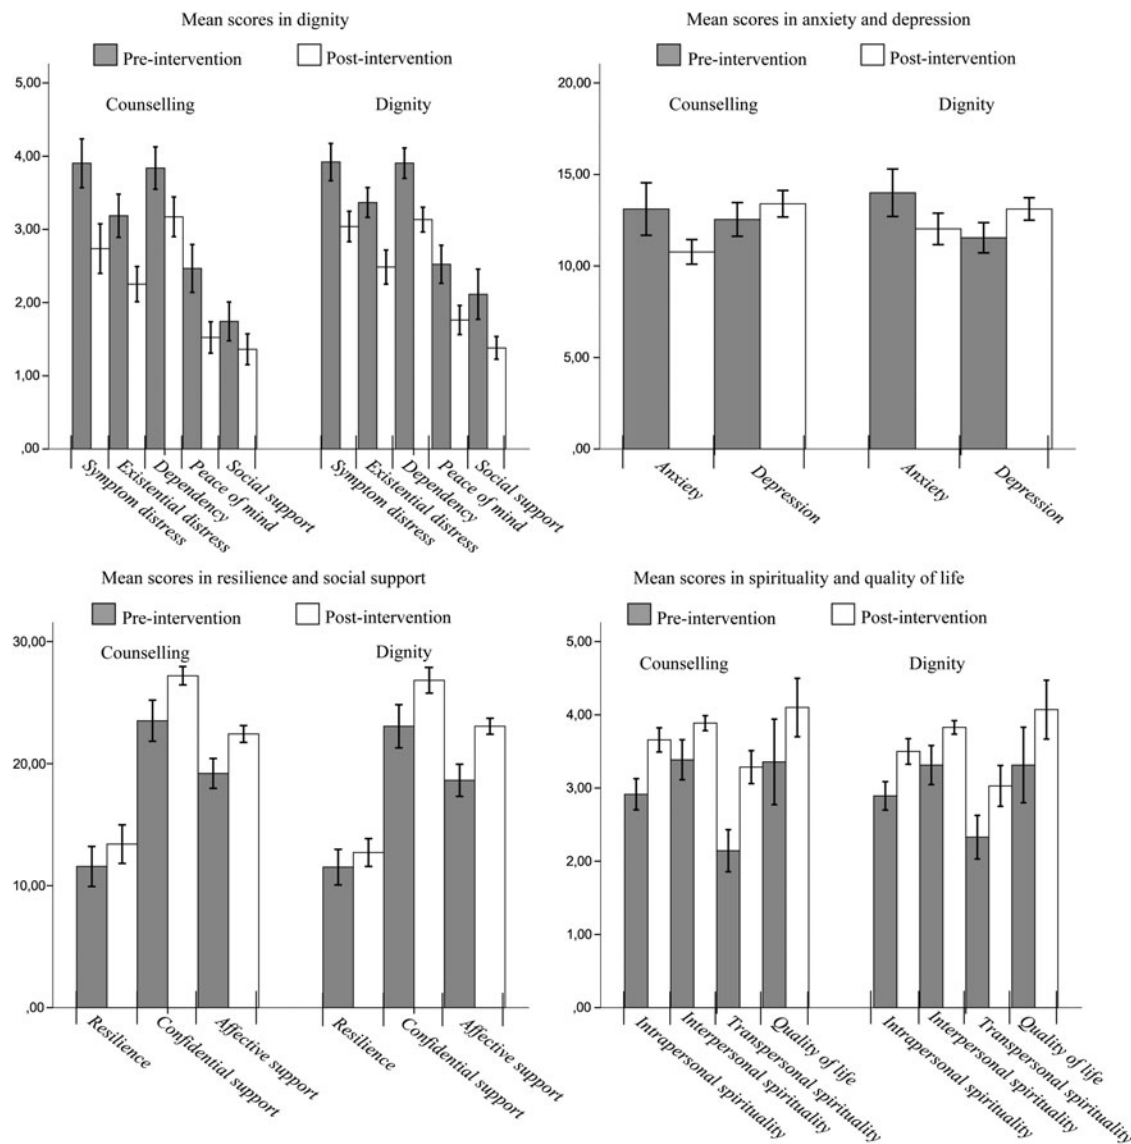 Mean scores in dignity
Pre-intervention Post-intervention
5,00
4,00
3,00
2,00
1,00
,00
Counselling Dignity
Symptom distress
Existential distress
Dependency
Peace of mind
Social support
Symptom distress
Existential distress
Dependency
Peace of mind
Social support
Mean scores in anxiety and depression
Pre-intervention Post-intervention
20,00
15,00
10,00
5,00
,00
Counselling Dignity
Anxiety
Depression
Anxiety
Depression
Mean scores in resilience and social support
Pre-intervention Post-intervention
30,00
20,00
10,00
,00
Counselling Dignity
Resilience
Confidential support
Affective support
Resilience
Confidential support
Affective support
Mean scores in spirituality and quality of life
Pre-intervention Post-intervention
5,00
4,00
3,00
2,00
1,00
,00
Counselling Dignity
Intrapersonal spirituality
Interpersonal spirituality
Transpersonal spirituality
Quality of life
Intrapersonal spirituality
Interpersonal spirituality
Transpersonal spirituality
Quality of life